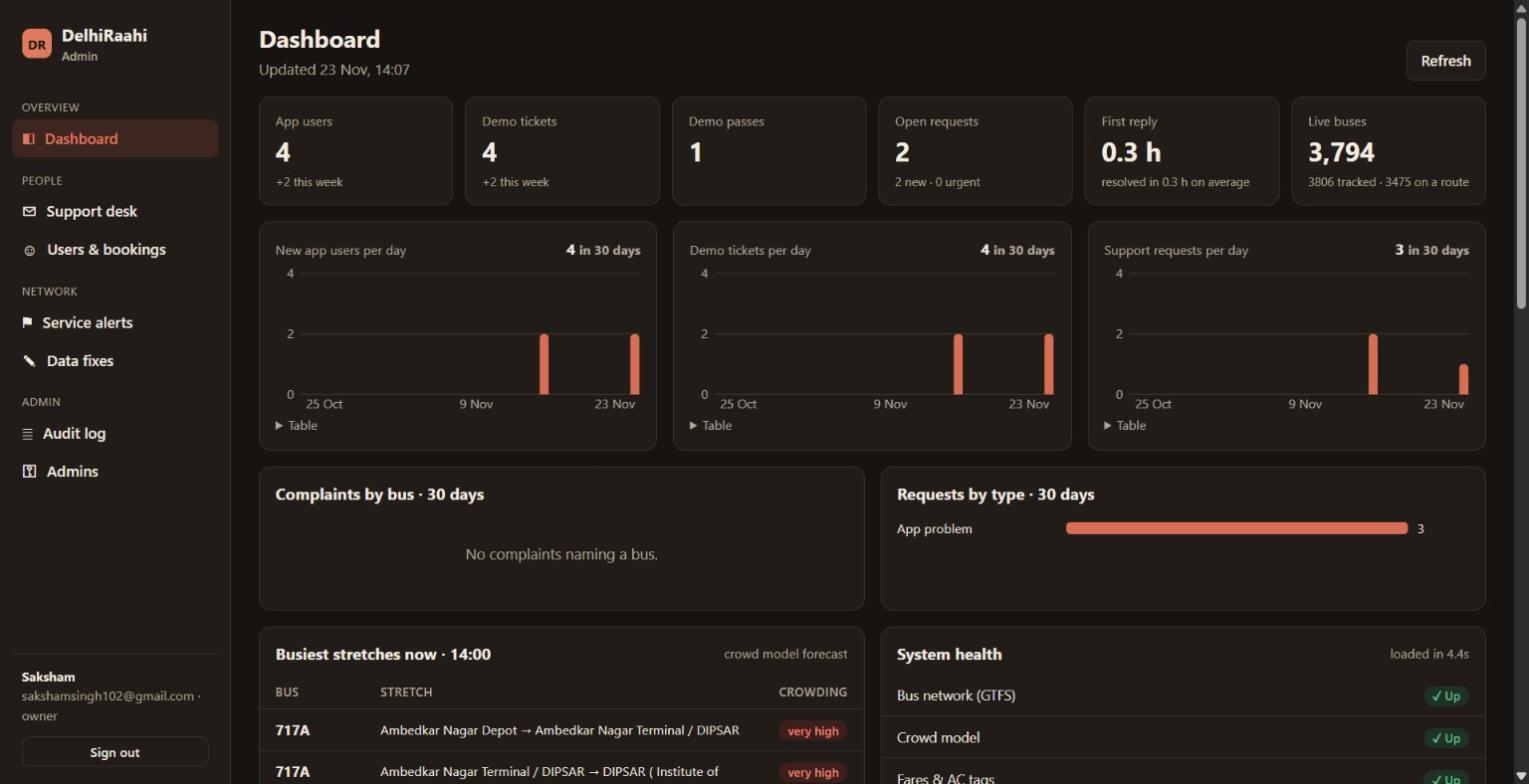 DR
DelhiRaahi
Admin
OVERVIEW
Dashboard
PEOPLE
Support desk
Users & bookings
NETWORK
Service alerts
Data fixes
ADMIN
Audit log
Admins
Saksham
sakshamsingh102@gmail.com ·
owner
Sign out
Dashboard
Updated 23 Nov, 14:07
Refresh
App users
4
+2 this week
Demo tickets
4
+2 this week
Demo passes
1
Open requests
2
2 new · 0 urgent
First reply
0.3 h
resolved in 0.3 h on average
Live buses
3,794
3806 tracked · 3475 on a route
New app users per day 4 in 30 days
4
2
0
25 Oct 9 Nov 23 Nov
▶ Table
Demo tickets per day 4 in 30 days
4
2
0
25 Oct 9 Nov 23 Nov
▶ Table
Support requests per day 3 in 30 days
4
2
0
25 Oct 9 Nov 23 Nov
▶ Table
Complaints by bus · 30 days
No complaints naming a bus.
Requests by type · 30 days
App problem 3
Busiest stretches now · 14:00 crowd model forecast
BUS STRETCH CROWDING
717A Ambedkar Nagar Depot → Ambedkar Nagar Terminal / DIPSAR very high
717A Ambedkar Nagar Terminal / DIPSAR → DIPSAR ( Institute of very high
System health loaded in 4.4s
Bus network (GTFS) ✓ Up
Crowd model ✓ Up
Fares & AC tags ✓ Up